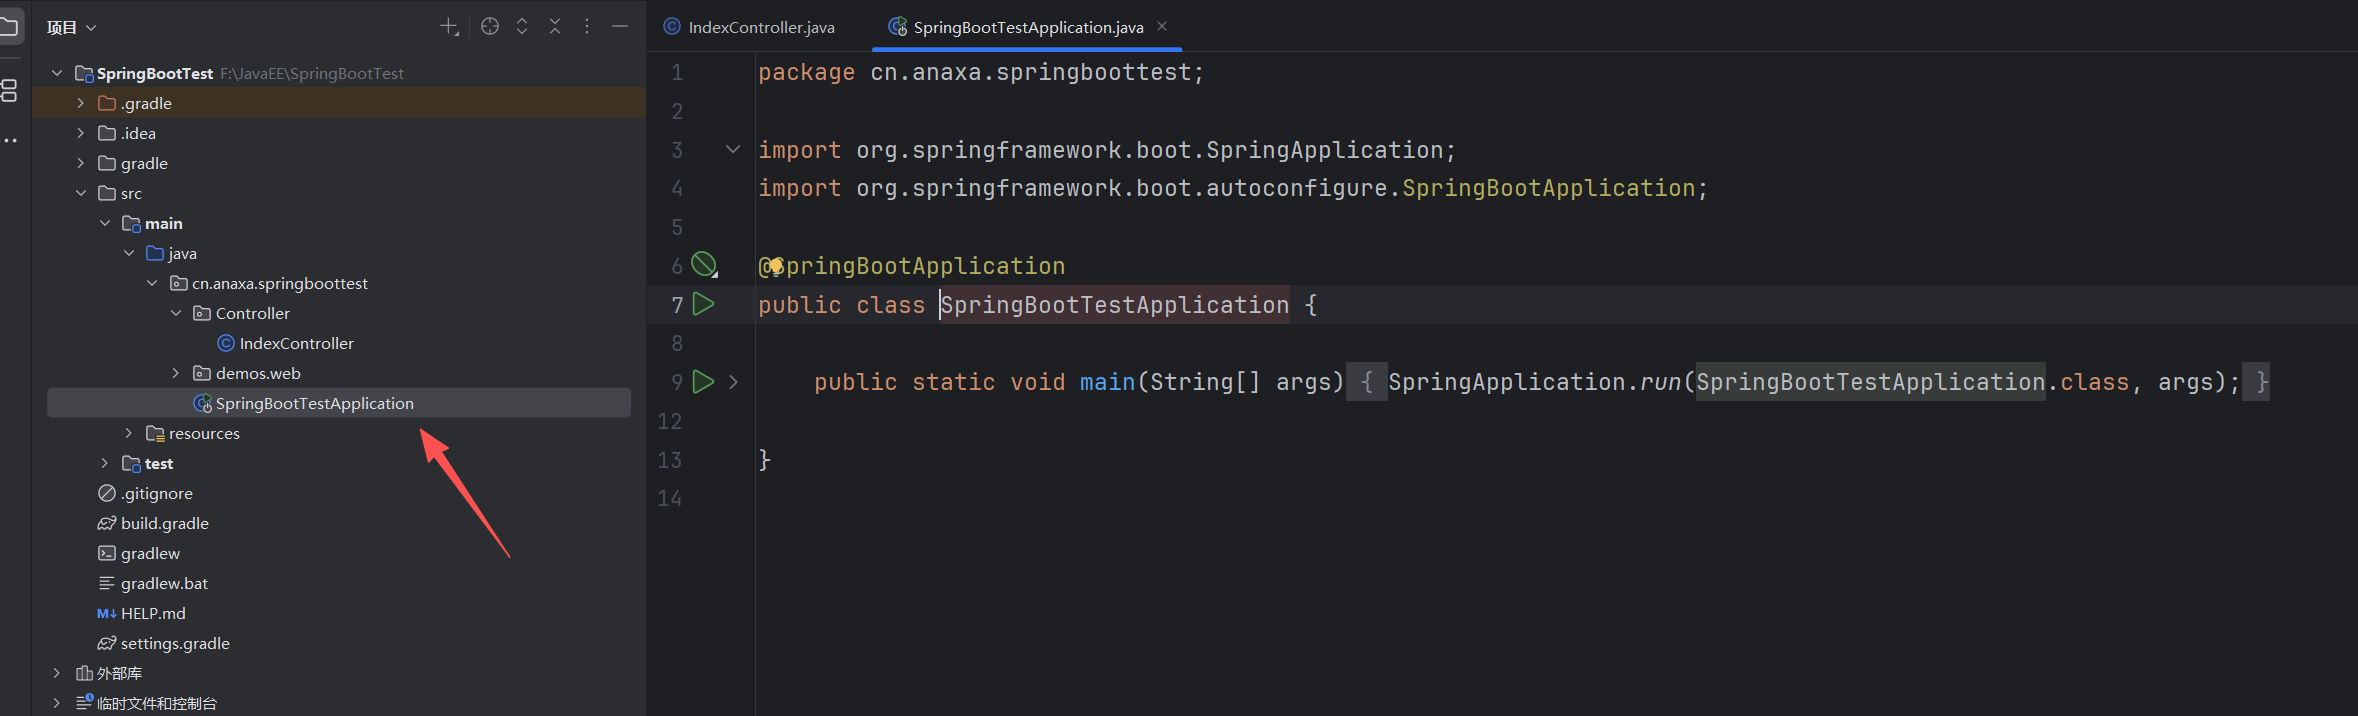 项目
SpringBootTest F:\JavaEE\SpringBootTest
.gradle
.idea
gradle
src
main
java
cn.anaxa.springboottest
Controller
IndexController
demos.web
SpringBootTestApplication
resources
test
.gitignore
build.gradle
gradlew
gradlew.bat
M↓ HELP.md
settings.gradle
外部库
临时文件和控制台
IndexController.java
SpringBootTestApplication.java
1 package cn.anaxa.springboottest;
2
3 import org.springframework.boot.SpringApplication;
4 import org.springframework.boot.autoconfigure.SpringBootApplication;
5
6 @SpringBootApplication
7 public class SpringBootTestApplication {
8
9 public static void main(String[] args) { SpringApplication.run(SpringBootTestApplication.class, args); }
12
13 }
14